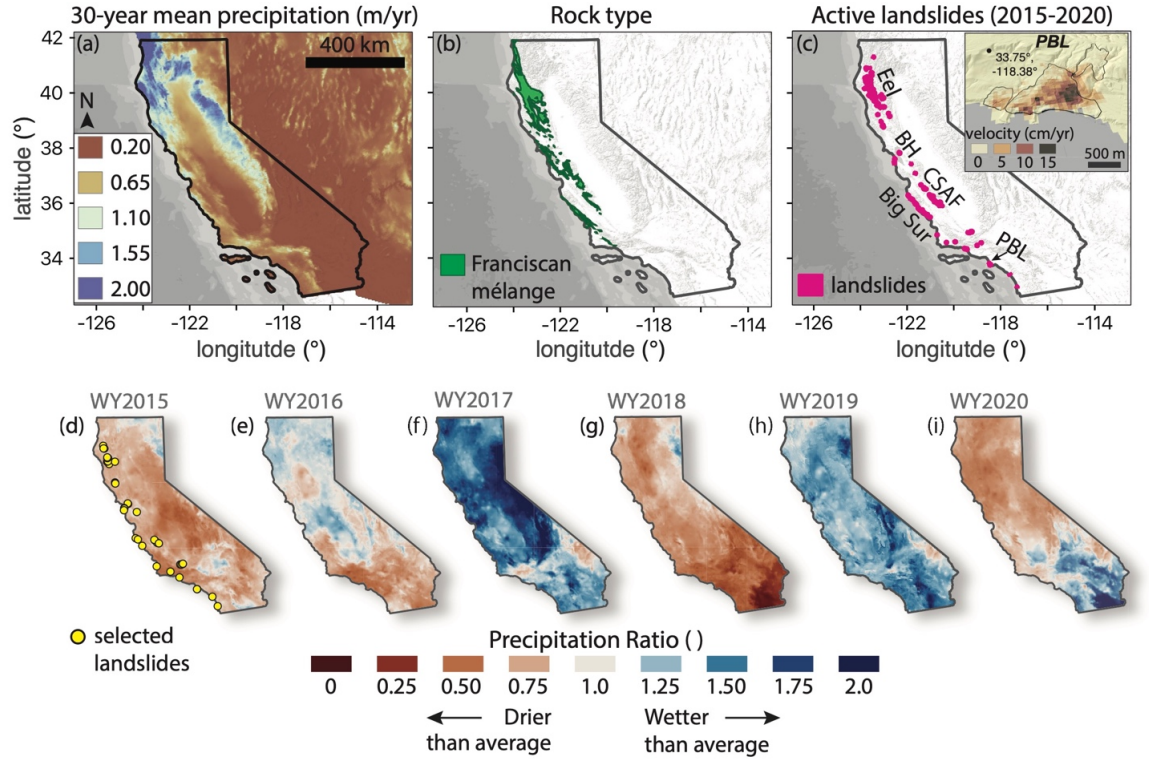 30-year mean precipitation (m/yr)
Rock type
Active landslides (2015-2020)
(a)
400 km
N
0.20
0.65
1.10
1.55
2.00
42
40
38
36
34
latitude (°)
-126
-122
-118
-114
longitutde (°)
(b)
Franciscan
mélange
-126
-122
-118
-114
longitutde (°)
(c)
Eel
BH
CSAF
Big Sur
PBL
landslides
PBL
33.75°,
-118.38°
velocity (cm/yr)
0 5 10 15
500 m
-126
-122
-118
-114
longitutde (°)
WY2015
WY2016
WY2017
WY2018
WY2019
WY2020
(d)
(e)
(f)
(g)
(h)
(i)
selected
landslides
Precipitation Ratio ( )
0 0.25 0.50 0.75 1.0 1.25 1.50 1.75 2.0
Drier
than average
Wetter
than average